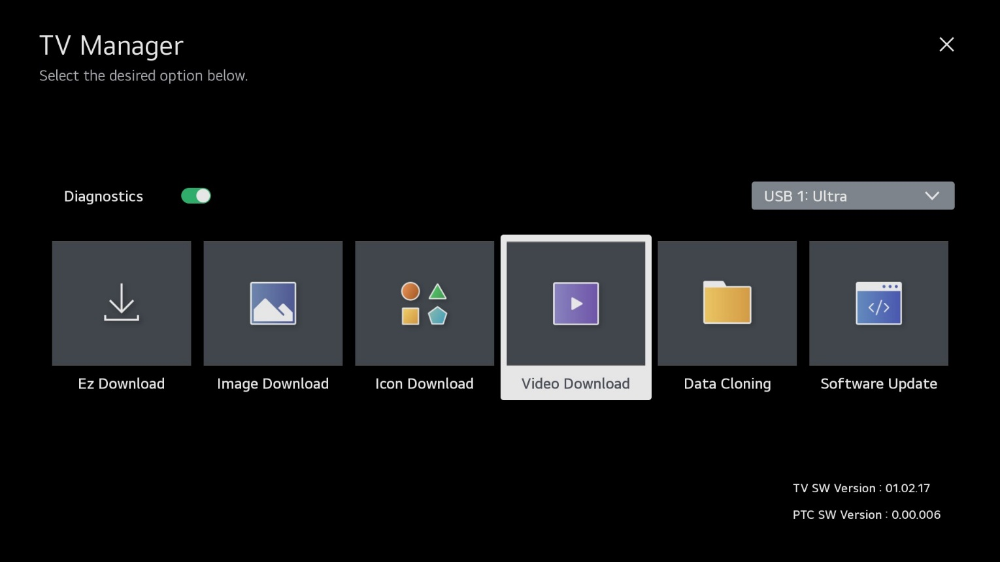 TV Manager
Select the desired option below.
Diagnostics
USB 1: Ultra
Ez Download
Image Download
Icon Download
Video Download
Data Cloning
Software Update
TV SW Version : 01.02.17
PTC SW Version : 0.00.006